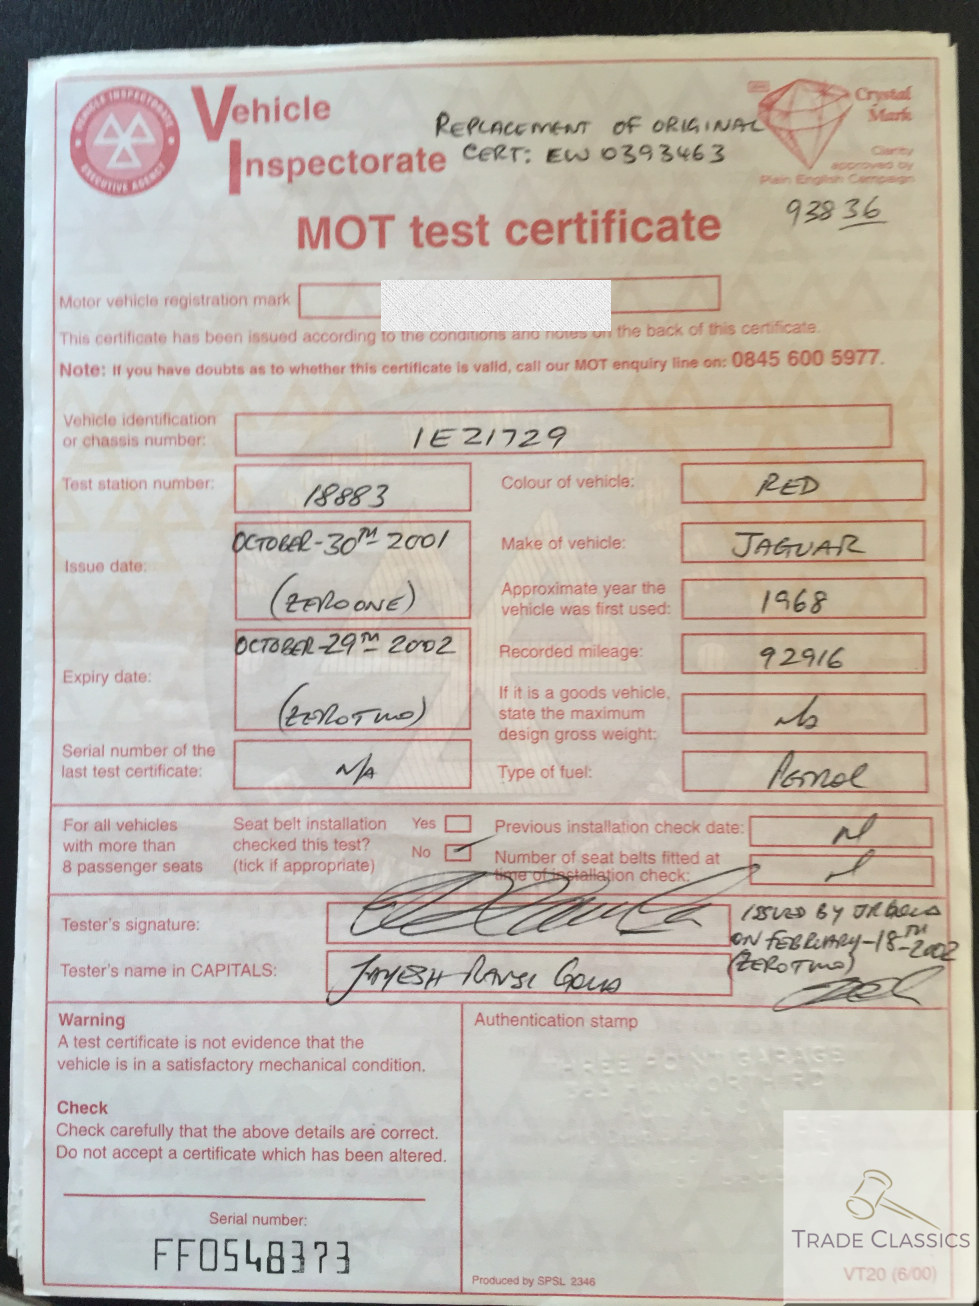 VEHICLE INSPECTORATE
EXECUTIVE AGENCY
Vehicle
Inspectorate
REPLACEMENT OF ORIGINAL
CERT: EW 0393463
Crystal
Mark
Clarity
approved by
Plain English Campaign
93836
MOT test certificate
Motor vehicle registration mark
This certificate has been issued according to the conditions and notes on the back of this certificate.
Note: If you have doubts as to whether this certificate is valid, call our MOT enquiry line on: 0845 600 5977.
Vehicle identification
or chassis number:
1E21729
Test station number:
18883
Colour of vehicle:
RED
Issue date:
OCTOBER-30TH 2001
(ZERO ONE)
Make of vehicle:
JAGUAR
Approximate year the
vehicle was first used:
1968
Expiry date:
OCTOBER-29TH 2002
(ZERO TWO)
Recorded mileage:
92916
If it is a goods vehicle,
state the maximum
design gross weight:
Serial number of the
last test certificate:
N/A
Type of fuel:
PETROL
For all vehicles
with more than
8 passenger seats
Seat belt installation
checked this test?
(tick if appropriate)
Yes
No
Previous installation check date:
Number of seat belts fitted at
time of installation check:
Tester's signature:
ISSUED BY
ON FEBRUARY-18TH-2002
(ZERO TWO)
Tester's name in CAPITALS:
JAYESH
Warning
A test certificate is not evidence that the
vehicle is in a satisfactory mechanical condition.
Check
Check carefully that the above details are correct.
Do not accept a certificate which has been altered.
Serial number:
FF0548373
Authentication stamp
POINT GARAGE
Produced by SPSL 2346
TRADE CLASSICS
VT20 (6/00)